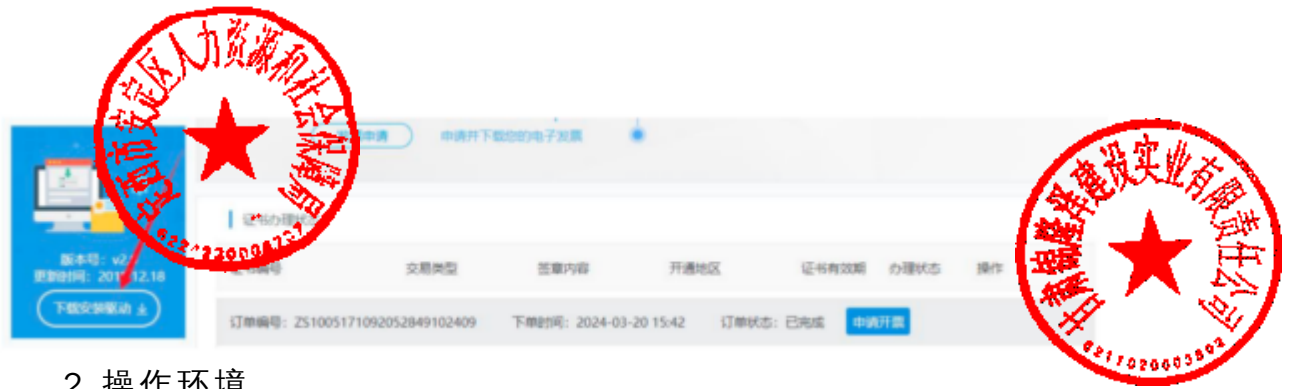 定西市安定区人力资源和社会保障局
申请
申请并下载您的电子发票
甘肃锟隆泽建设实业有限责任公司
6211020003802
证书办理状
版本号：v2.
更新时间：201 12.18
下载安装驱动
交易类型 签章内容 开通地区 证书有效期 办理状态 操作
订单编号：ZS1005171092052849102409 下单时间：2024-03-20 15:42 订单状态：已完成 申请开票
2 操作环境